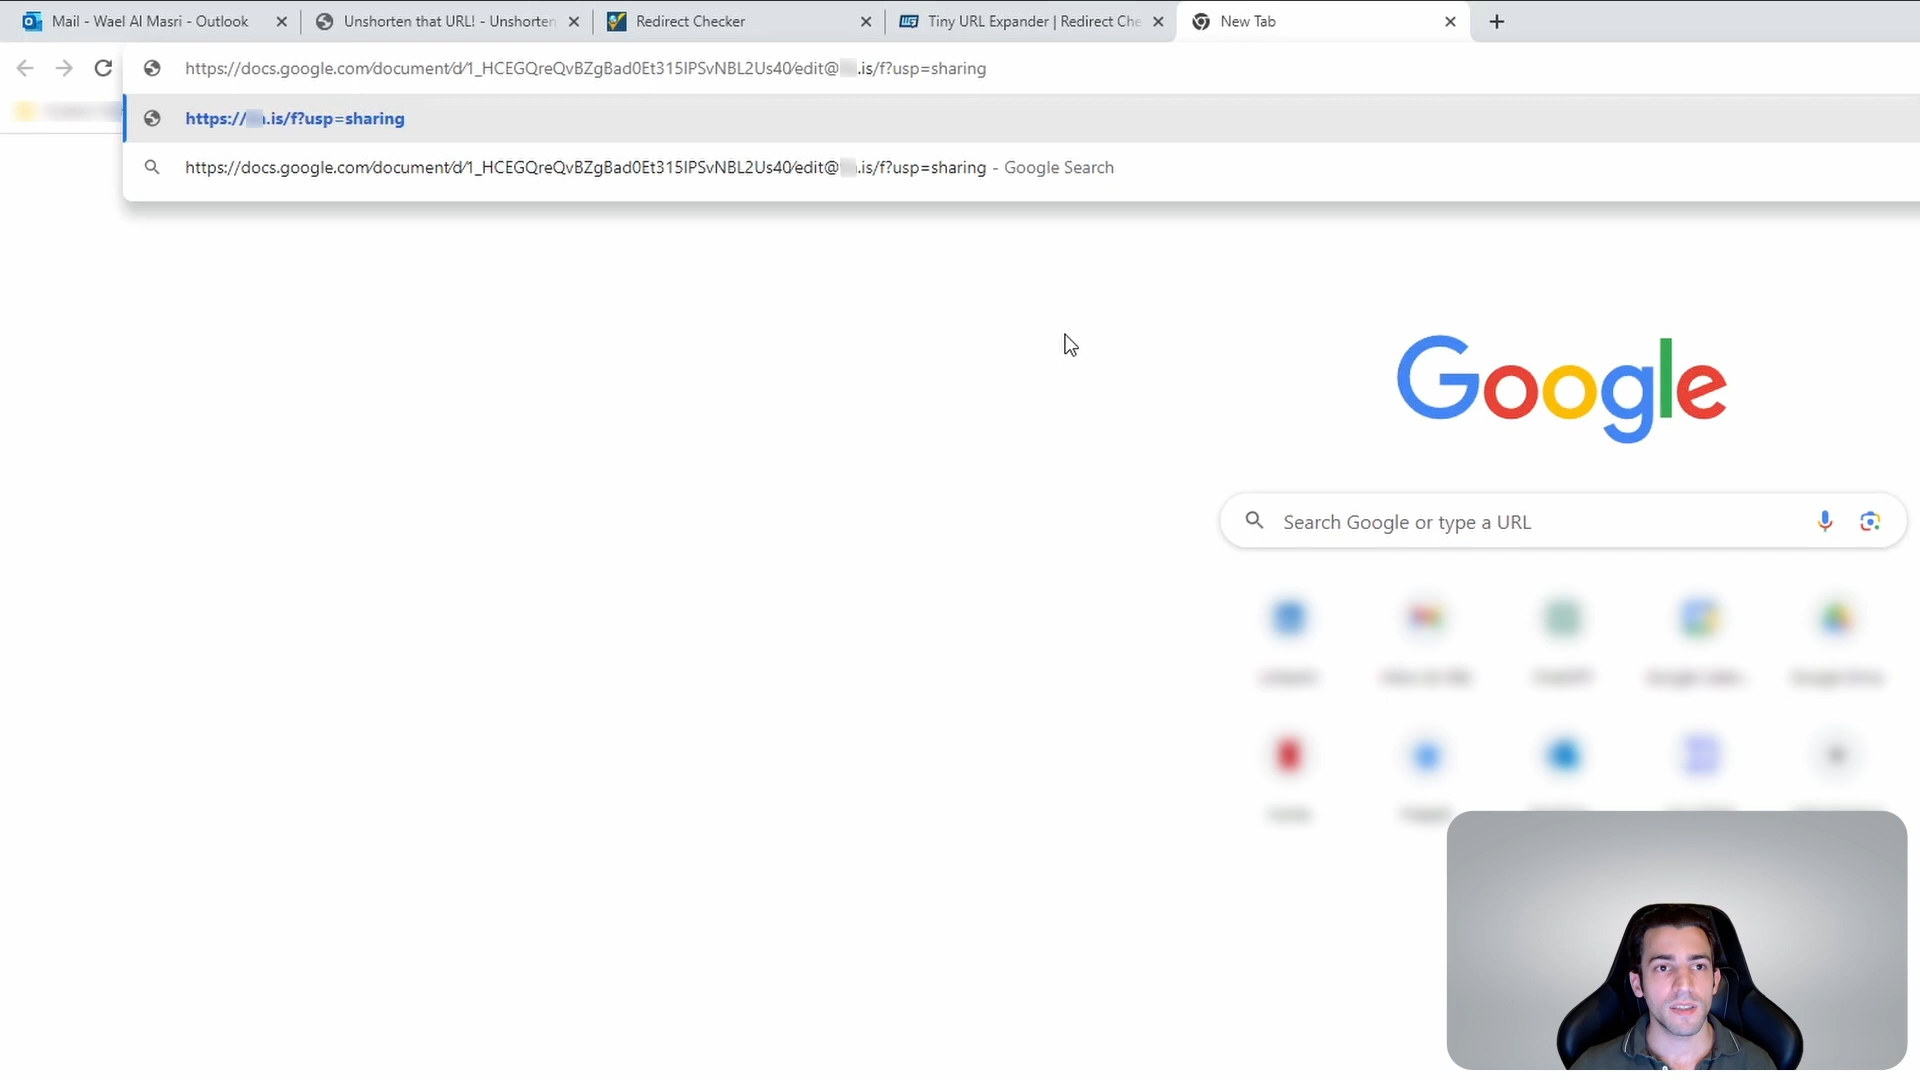 Mail - Wael Al Masri - Outlook
Unshorten that URL! - Unshorten
Redirect Checker
Tiny URL Expander | Redirect Che
New Tab
https://docs.google.com⁄document⁄d⁄1_HCEGQreQvBZgBad0Et315IPSvNBL2Us40⁄edit@ .is/f?usp=sharing
https:// .is/f?usp=sharing
https://docs.google.com⁄document⁄d⁄1_HCEGQreQvBZgBad0Et315IPSvNBL2Us40⁄edit@ .is/f?usp=sharing - Google Search
Google
Search Google or type a URL